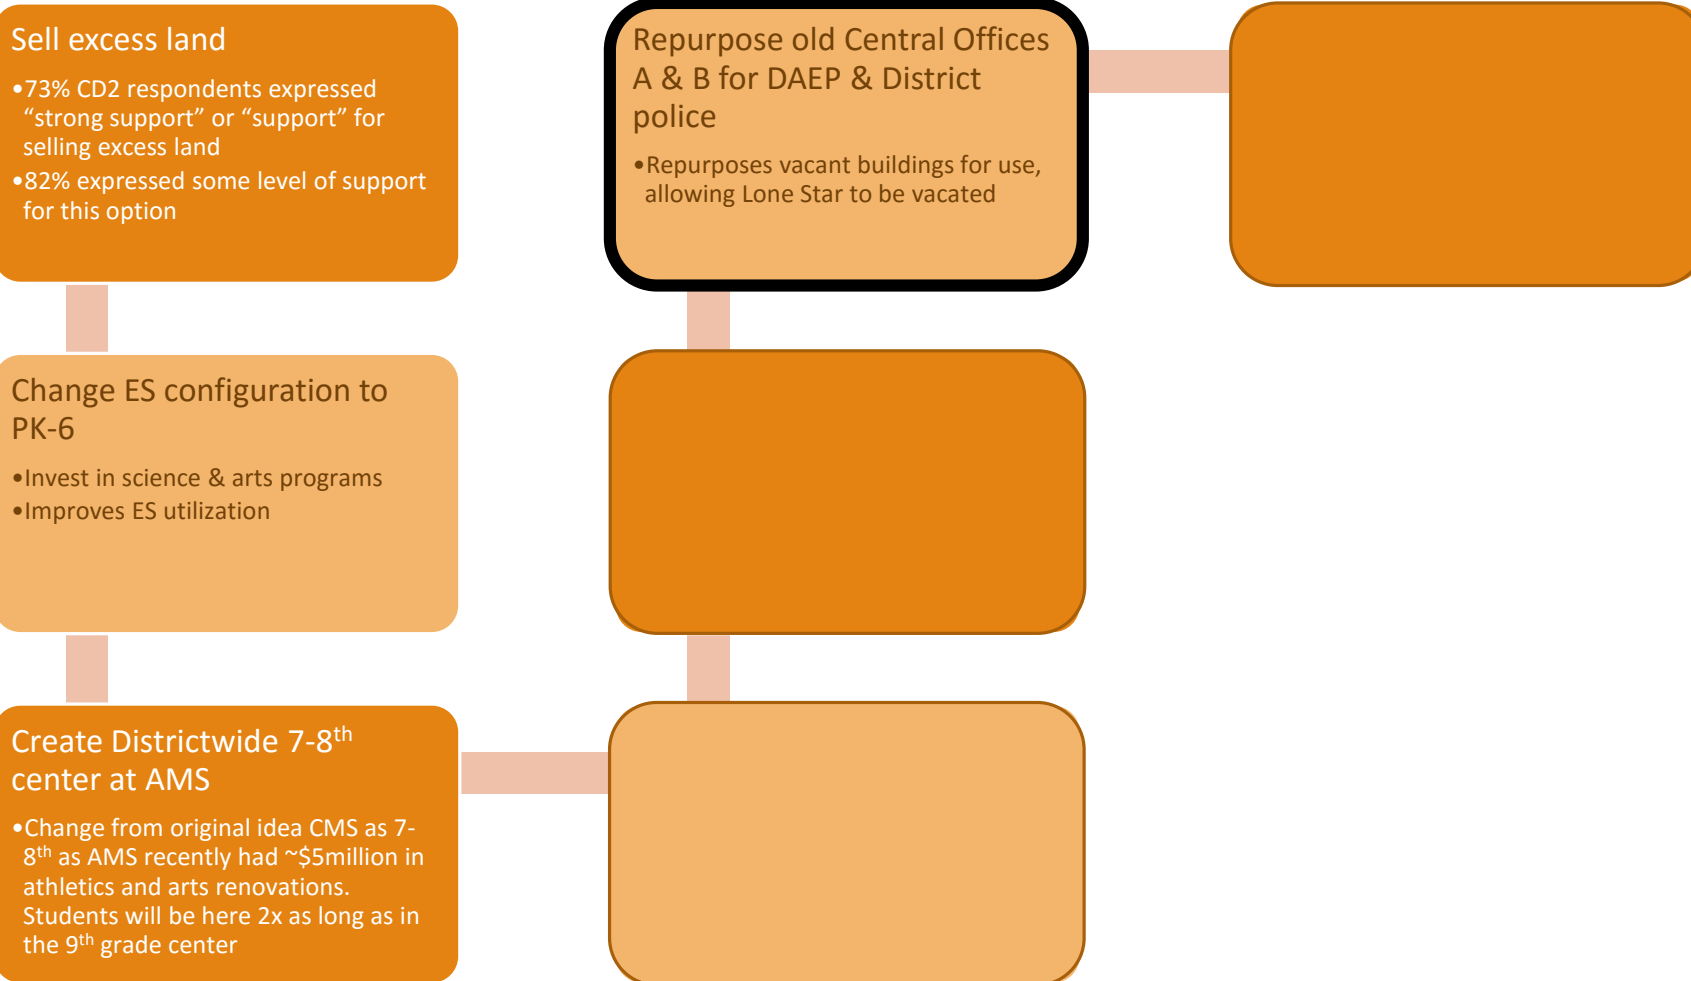 Sell excess land
•73% CD2 respondents expressed
“strong support” or “support” for
selling excess land
•82% expressed some level of support
for this option
Change ES configuration to
PK-6
•Invest in science & arts programs
•Improves ES utilization
Create Districtwide 7-8th
center at AMS
•Change from original idea CMS as 7-
8th as AMS recently had ~$5million in
athletics and arts renovations.
Students will be here 2x as long as in
the 9th grade center
Repurpose old Central Offices
A & B for DAEP & District
police
•Repurposes vacant buildings for use,
allowing Lone Star to be vacated